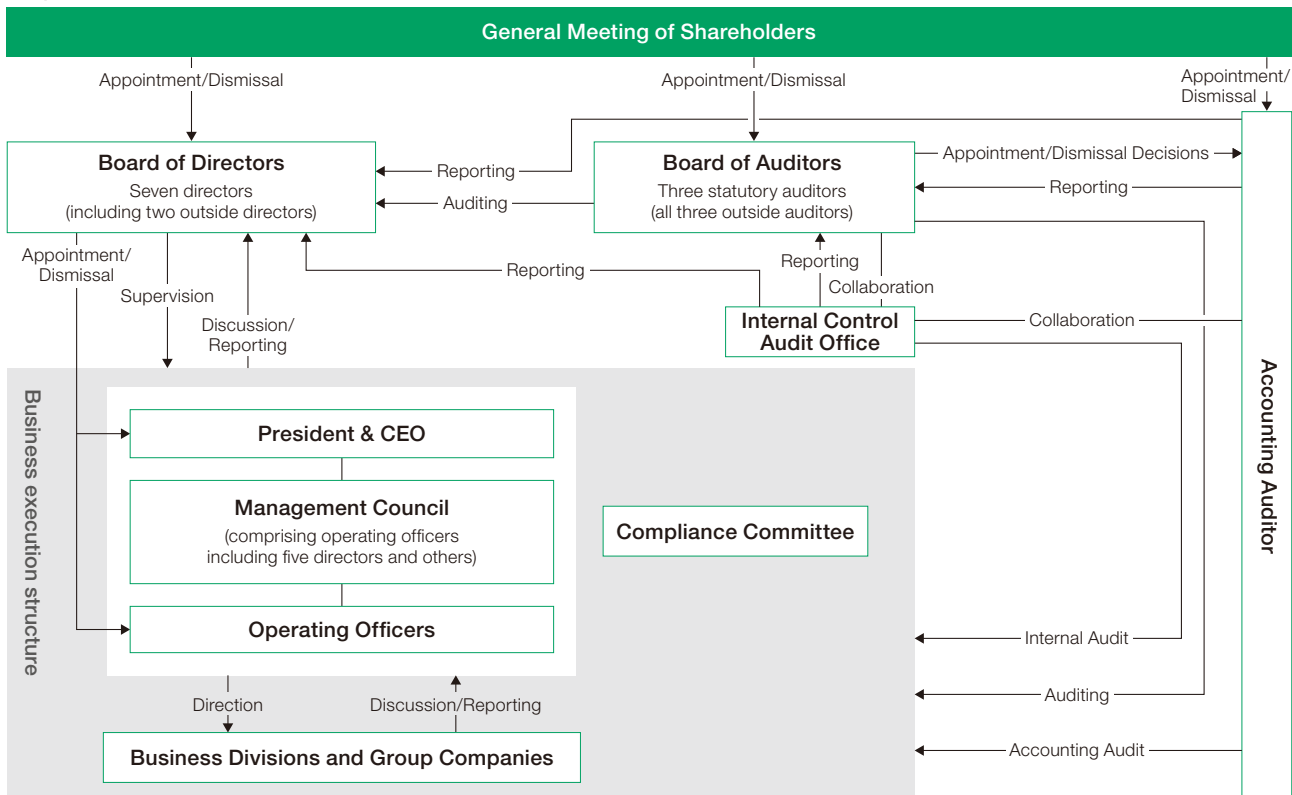 General Meeting of Shareholders
Appointment/Dismissal
Appointment/Dismissal
Appointment/
Dismissal
Board of Directors
Seven directors
(including two outside directors)
Reporting
Auditing
Board of Auditors
Three statutory auditors
(all three outside auditors)
Appointment/Dismissal Decisions
Reporting
Appointment/
Dismissal
Supervision
Discussion/
Reporting
Reporting
Reporting
Collaboration
Internal Control
Audit Office
Collaboration
Accounting Auditor
Business execution structure
President & CEO
Management Council
(comprising operating officers
including five directors and others)
Operating Officers
Compliance Committee
Internal Audit
Auditing
Accounting Audit
Direction
Discussion/Reporting
Business Divisions and Group Companies